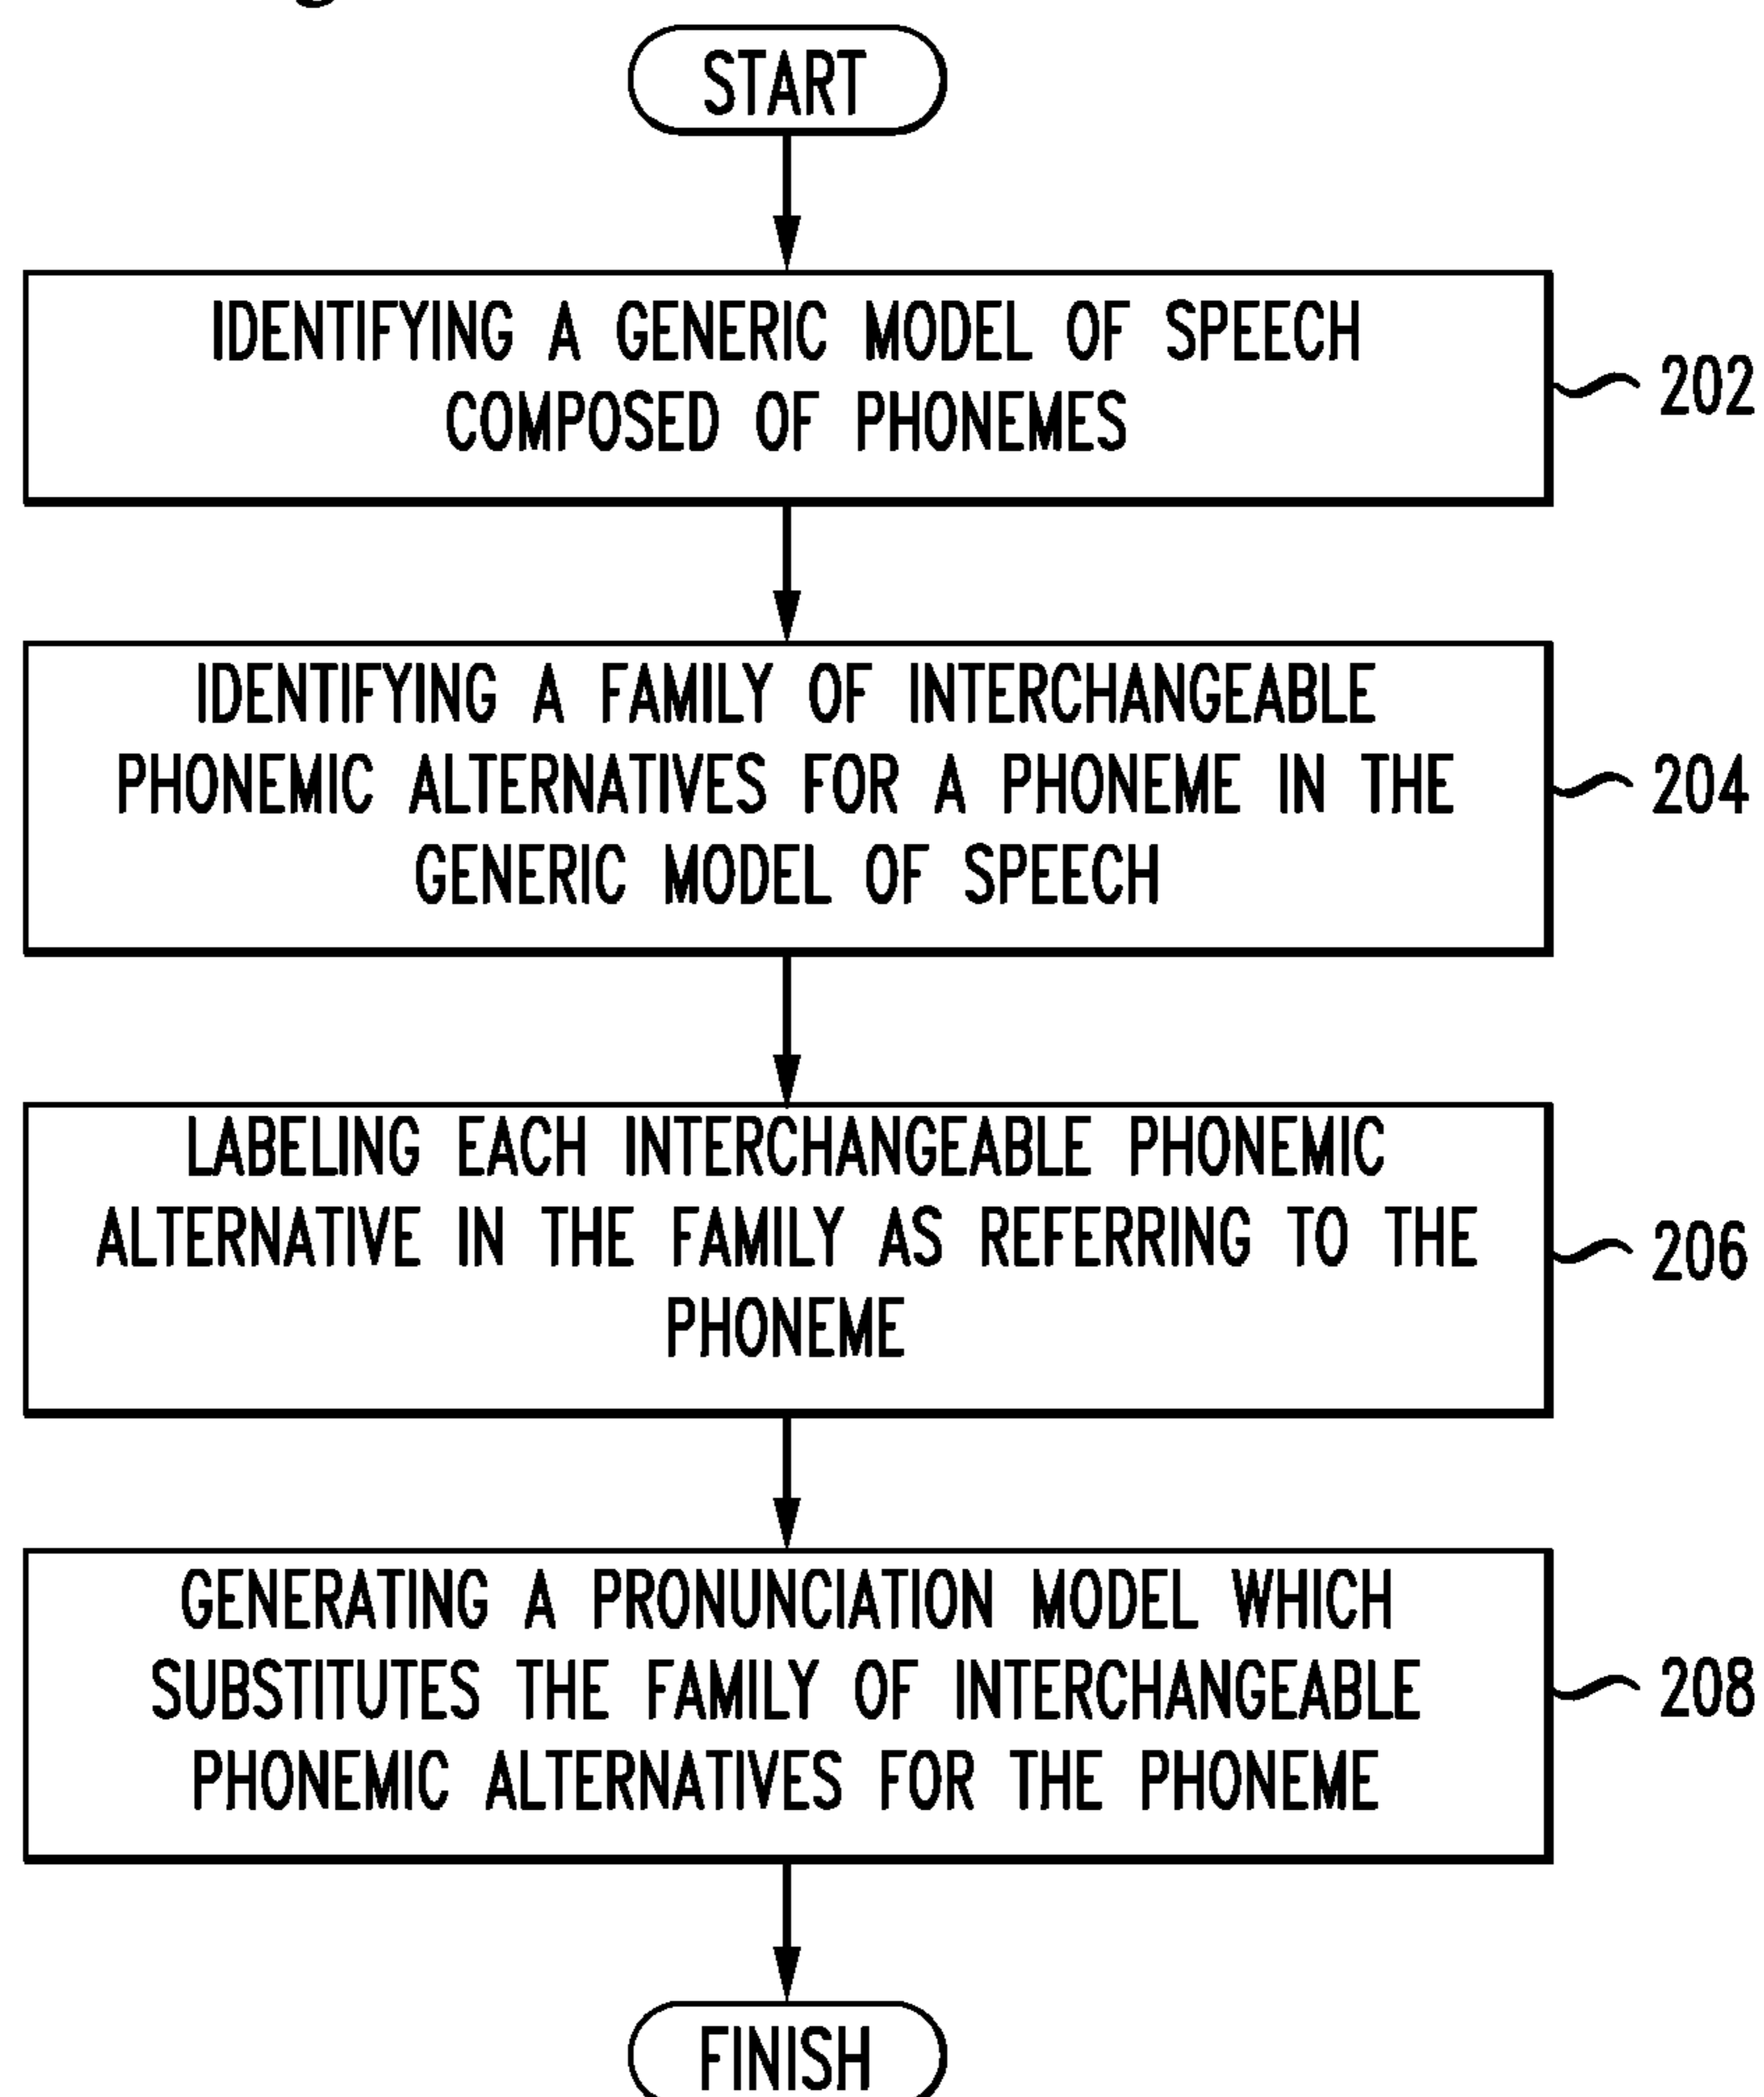 START
IDENTIFYING A GENERIC MODEL OF SPEECH
COMPOSED OF PHONEMES
202
IDENTIFYING A FAMILY OF INTERCHANGEABLE
PHONEMIC ALTERNATIVES FOR A PHONEME IN THE
GENERIC MODEL OF SPEECH
204
LABELING EACH INTERCHANGEABLE PHONEMIC
ALTERNATIVE IN THE FAMILY AS REFERRING TO THE
PHONEME
206
GENERATING A PRONUNCIATION MODEL WHICH
SUBSTITUTES THE FAMILY OF INTERCHANGEABLE
PHONEMIC ALTERNATIVES FOR THE PHONEME
208
FINISH